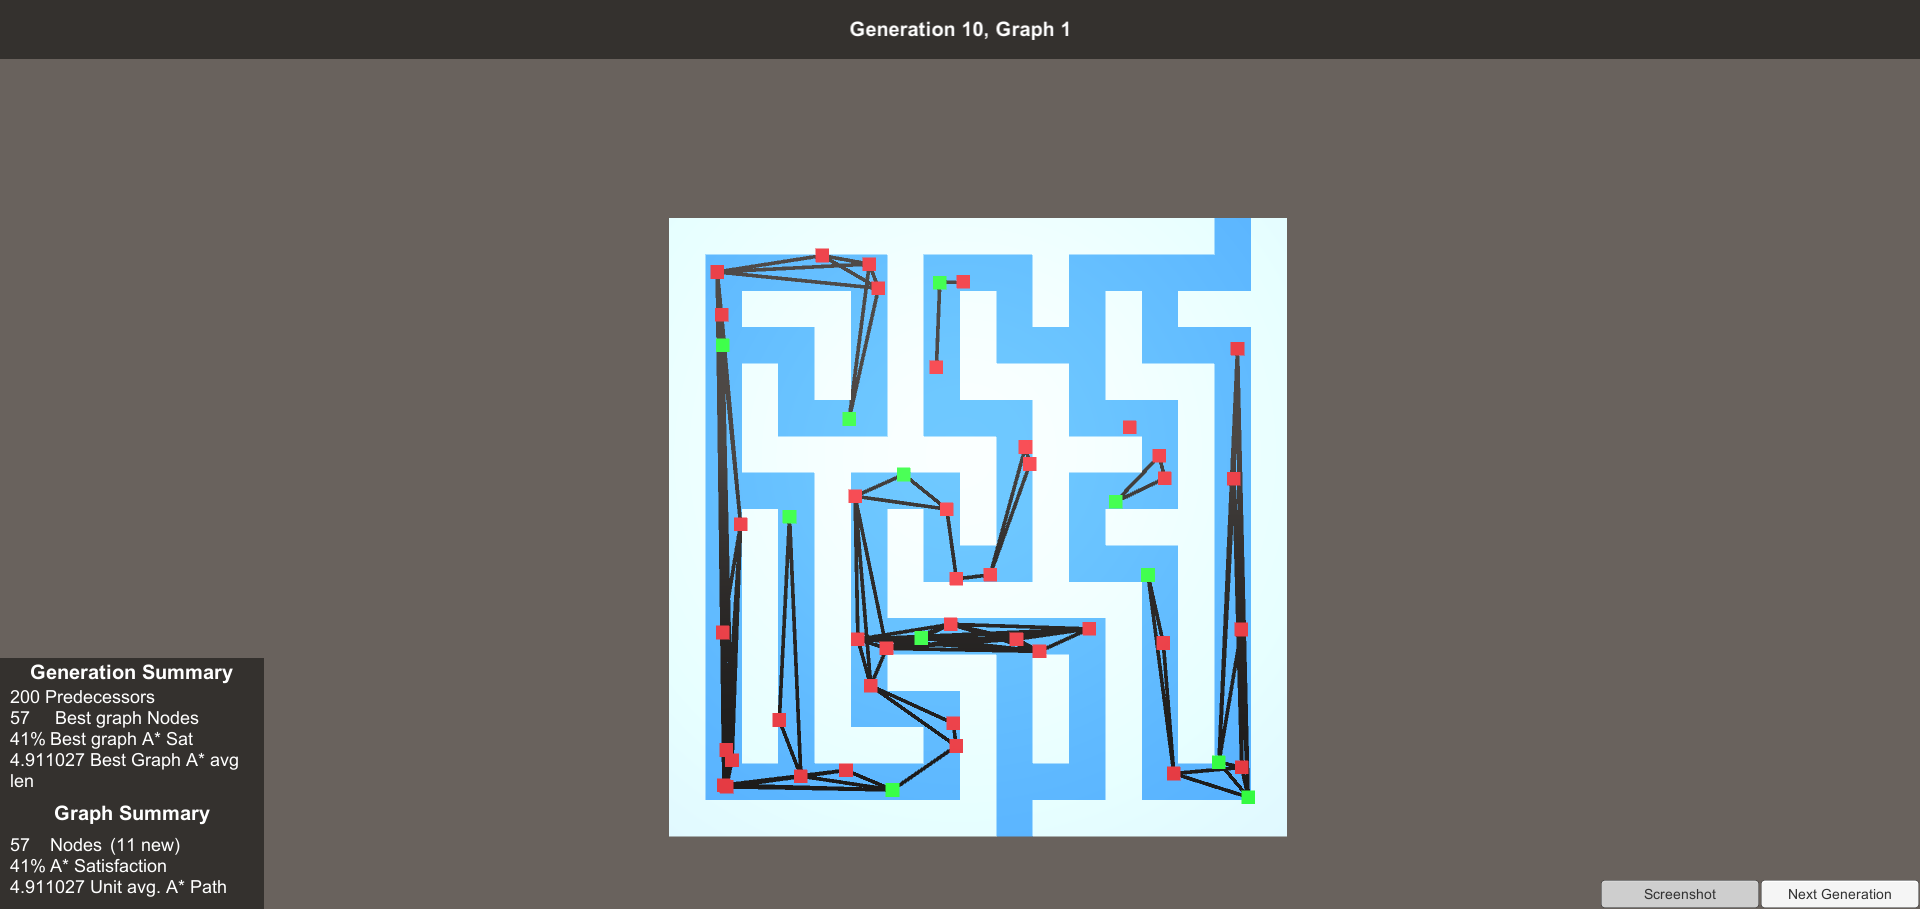 Generation 10, Graph 1
Generation Summary
200 Predecessors
57 Best graph Nodes
41% Best graph A* Sat
4.911027 Best Graph A* avg
len
Graph Summary
57 Nodes (11 new)
41% A* Satisfaction
4.911027 Unit avg. A* Path
Screenshot
Next Generation